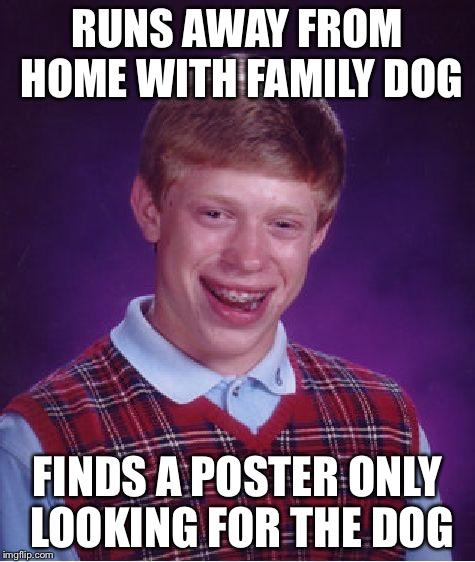 RUNS AWAY FROM
HOME WITH FAMILY DOG
FINDS A POSTER ONLY
LOOKING FOR THE DOG
imgflip.com